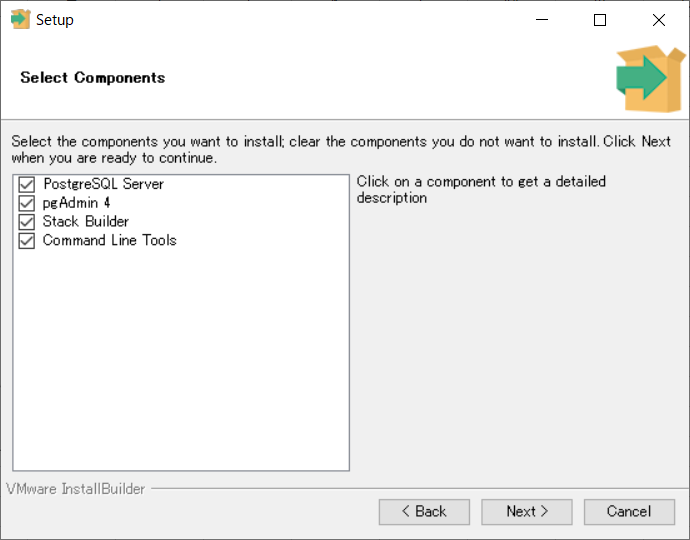 Setup
Select Components
Select the components you want to install; clear the components you do not want to install. Click Next
when you are ready to continue.
PostgreSQL Server
pgAdmin 4
Stack Builder
Command Line Tools
Click on a component to get a detailed
description
VMware InstallBuilder
< Back
Next >
Cancel